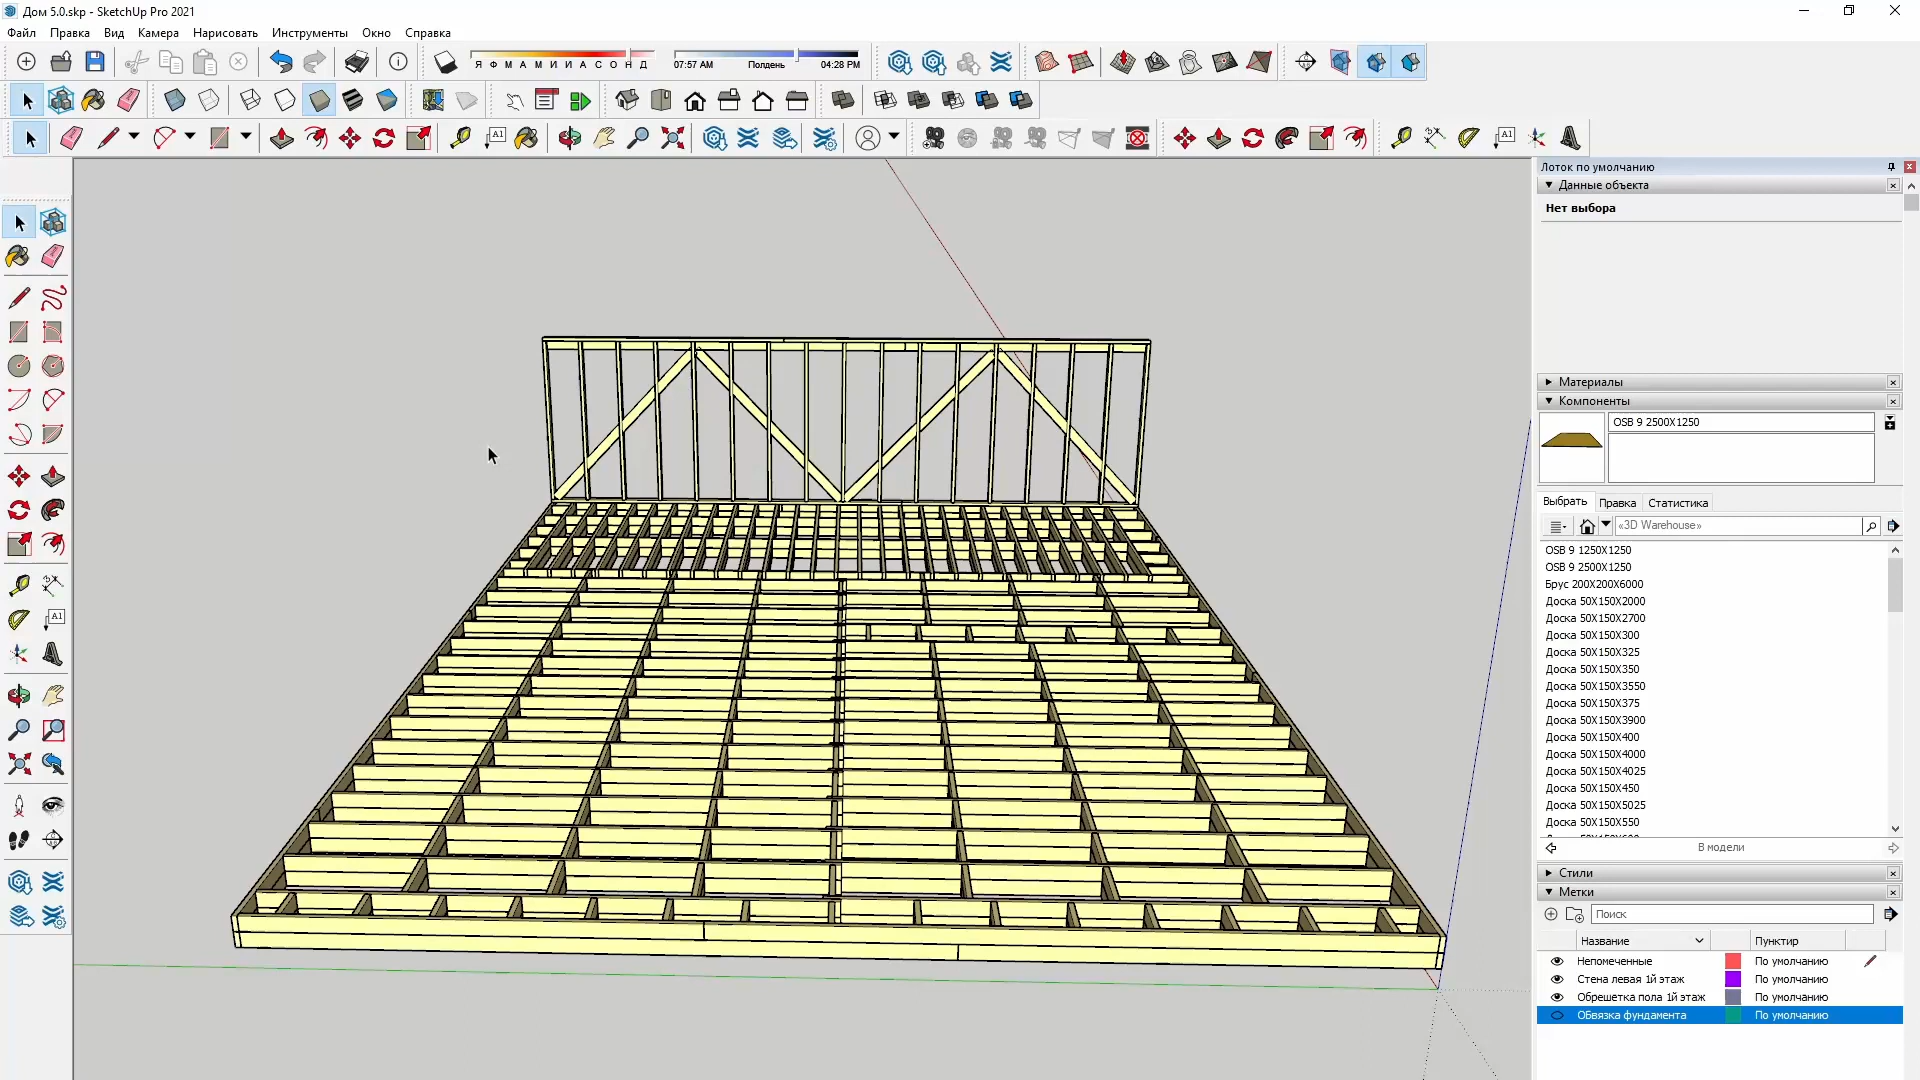 Дом 5.0.skp - SketchUp Pro 2021
Файл Правка Вид Камера Нарисовать Инструменты Окно Справка
Я Ф М А М И И А С О Н Д
07:57 AM Полдень 04:28 PM
A1 A1
Лоток по умолчанию
Данные объекта
Нет выбора
Материалы
Компоненты
OSB 9 2500X1250
Выбрать Правка Статистика
«3D Warehouse»
OSB 9 1250X1250
OSB 9 2500X1250
Брус 200X200X6000
Доска 50X150X2000
Доска 50X150X2700
Доска 50X150X300
Доска 50X150X325
Доска 50X150X350
Доска 50X150X3550
Доска 50X150X375
Доска 50X150X3900
Доска 50X150X400
Доска 50X150X4000
Доска 50X150X4025
Доска 50X150X450
Доска 50X150X5025
Доска 50X150X550
В модели
Стили
Метки
Поиск
Название Пунктир
Непомеченные По умолчанию
Стена левая 1й этаж По умолчанию
Обрешетка пола 1й этаж По умолчанию
ОБвязка фундамента По умолчанию
A1